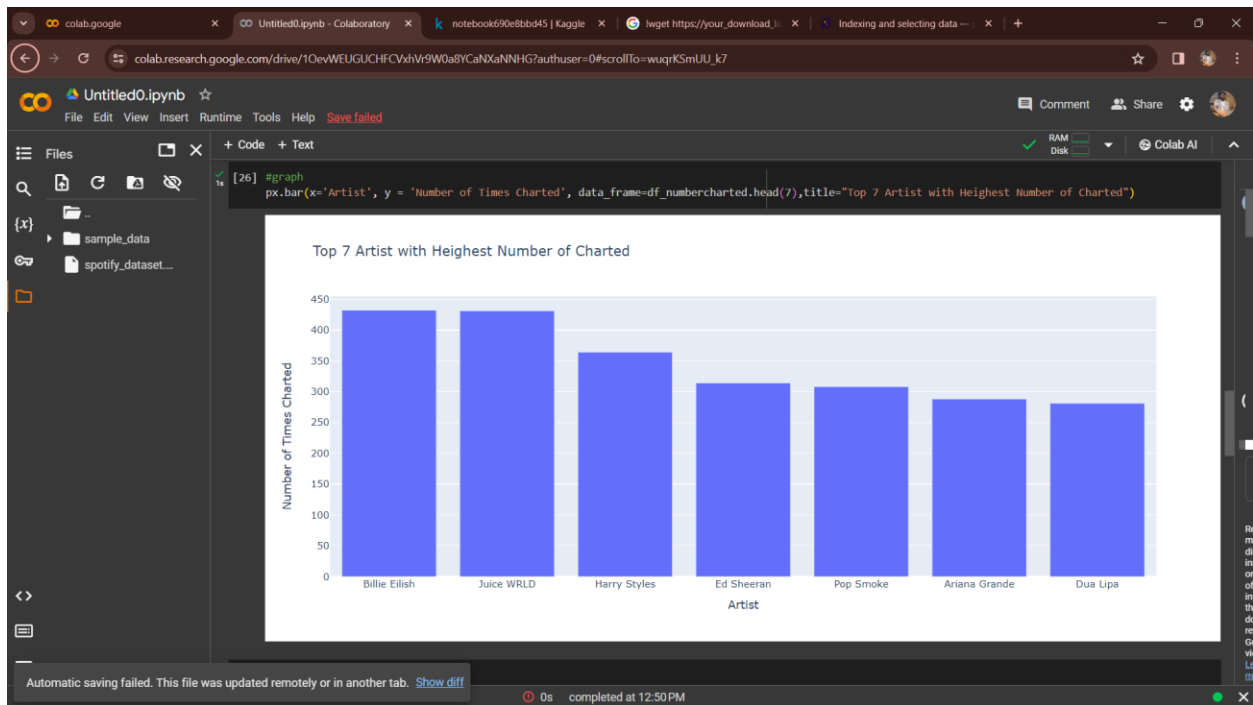 colab.google
Untitled0.ipynb - Colaboratory
notebook690e8bbd45 | Kaggle
Indexing and selecting data —
colab.research.google.com/drive/1OevWEUGUCHFCVxhVr9W0a8YCaNXaNNHG?authuser=0#scrollTo=wuqrKSmUU_k7
Untitled0.ipynb
File Edit View Insert Runtime Tools Help Save failed
Comment
Share
Files
+ Code + Text
RAM
Disk
Colab AI
..
sample_data
spotify_dataset....
{x}
1s
[26] #graph
px.bar(x='Artist', y = 'Number of Times Charted', data_frame=df_numbercharted.head(7),title="Top 7 Artist with Heighest Number of Charted")
Top 7 Artist with Heighest Number of Charted
450
400
350
300
250
200
150
100
50
0
Number of Times Charted
Billie Eilish
Juice WRLD
Harry Styles
Ed Sheeran
Pop Smoke
Ariana Grande
Dua Lipa
Artist
Automatic saving failed. This file was updated remotely or in another tab. Show diff
0s completed at 12:50 PM